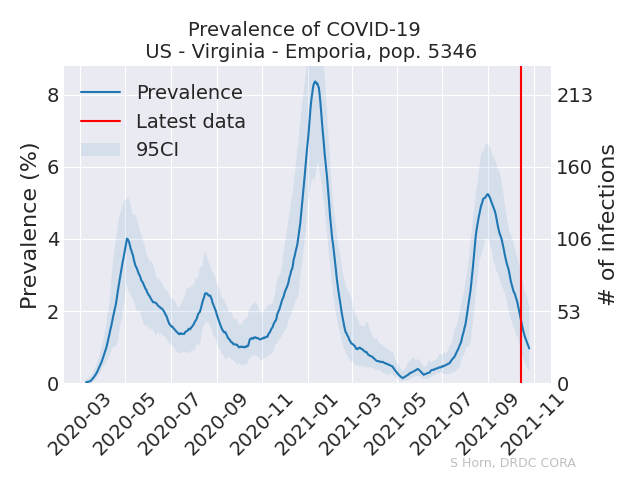 Prevalence of COVID-19
US - Virginia - Emporia, pop. 5346
Prevalence
Latest data
95CI
Prevalence (%)
8
6
4
2
0
213
160
106
53
0
# of infections
2020-03
2020-05
2020-07
2020-09
2020-11
2021-01
2021-03
2021-05
2021-07
2021-09
2021-11
S Horn, DRDC CORA